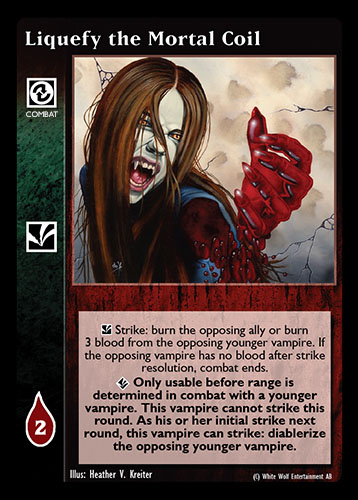 Liquefy the Mortal Coil
COMBAT
Strike: burn the opposing ally or burn
3 blood from the opposing younger vampire. If
the opposing vampire has no blood after strike
resolution, combat ends.
Only usable before range is
determined in combat with a younger
vampire. This vampire cannot strike this
round. As his or her initial strike next
round, this vampire can strike: diablerize
the opposing younger vampire.
2
Illus: Heather V. Kreiter
(C) White Wolf Entertainment AB